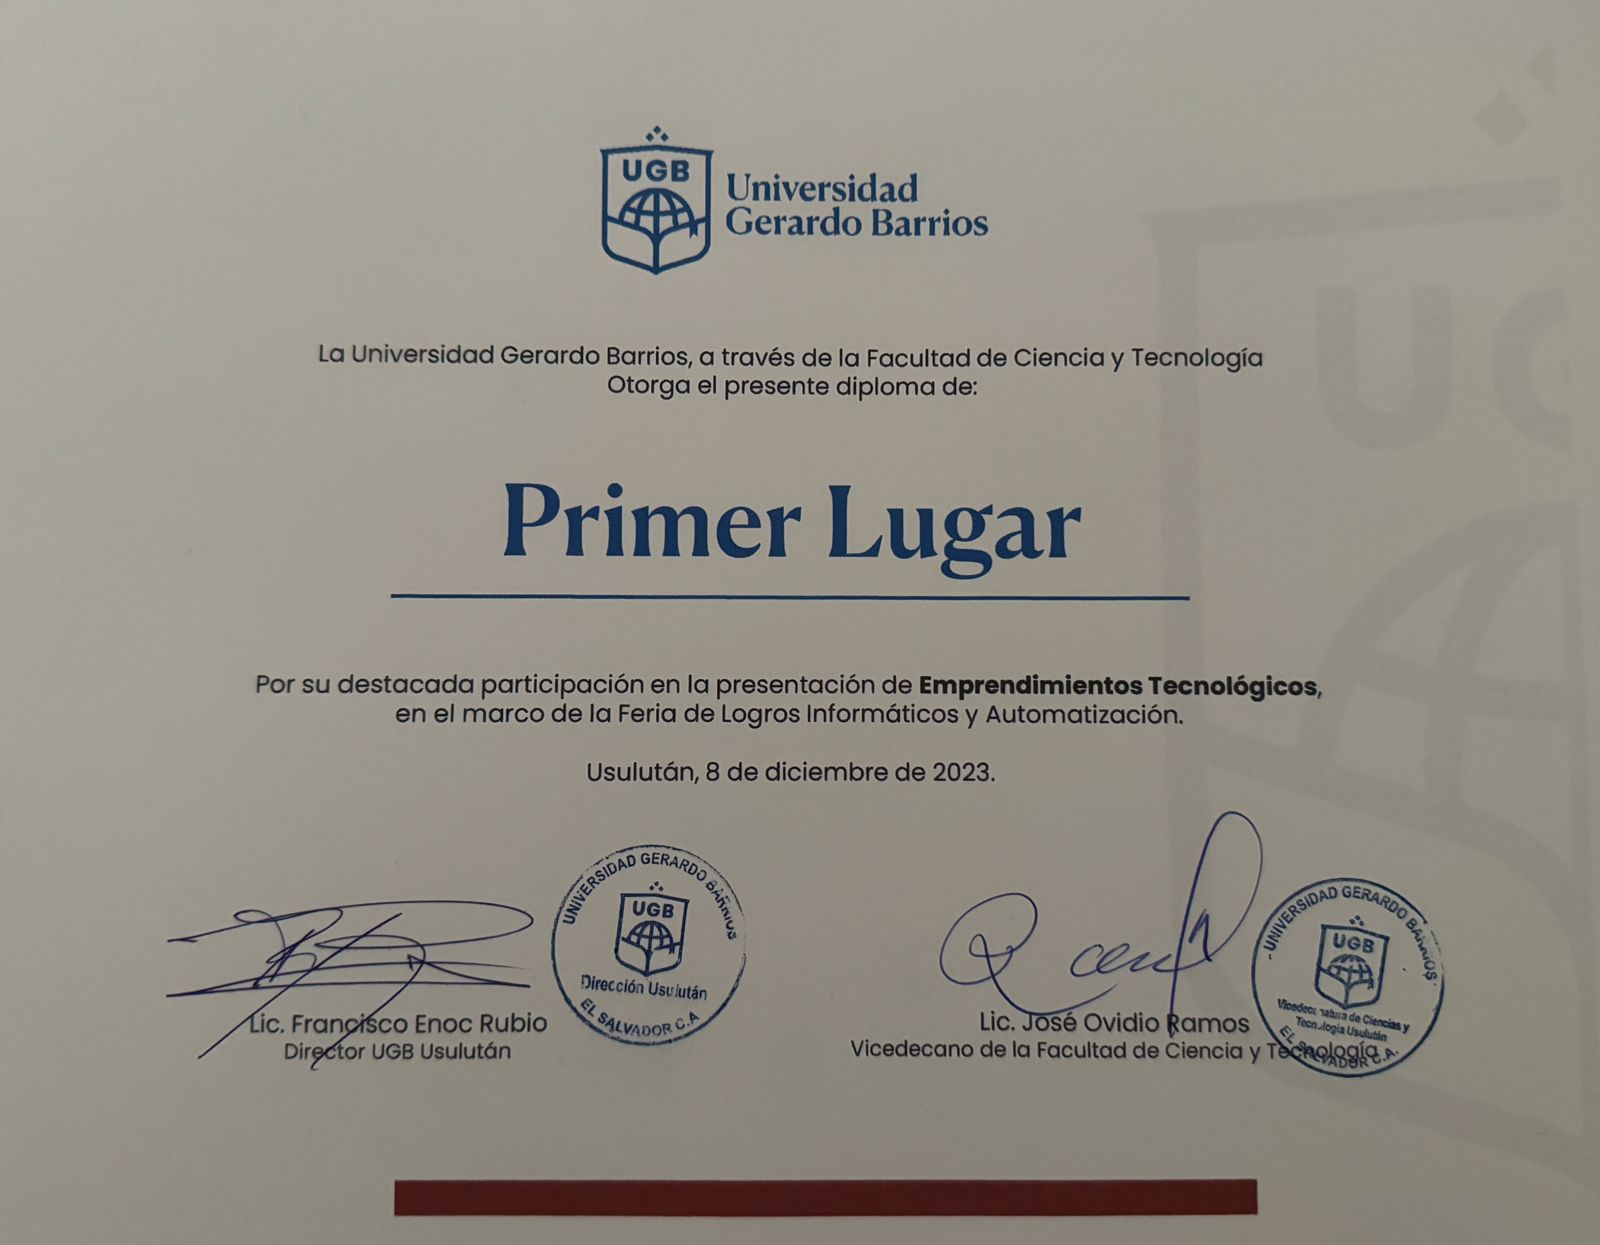 UGB
Universidad
Gerardo Barrios
La Universidad Gerardo Barrios, a través de la Facultad de Ciencia y Tecnología
Otorga el presente diploma de:
Primer Lugar
Por su destacada participación en la presentación de Emprendimientos Tecnológicos,
en el marco de la Feria de Logros Informáticos y Automatización.
Usulután, 8 de diciembre de 2023.
UNIVERSIDAD GERARDO BARRIOS
UGB
Dirección Usulután
EL SALVADOR C.A
Lic. Francisco Enoc Rubio
Director UGB Usulután
UNIVERSIDAD GERARDO BARRIOS
UGB
Vicedecanatura de Ciencias y
Tecnología Usulután
EL SALVADOR C.A.
Lic. José Ovidio Ramos
Vicedecano de la Facultad de Ciencia y Tecnología
UG